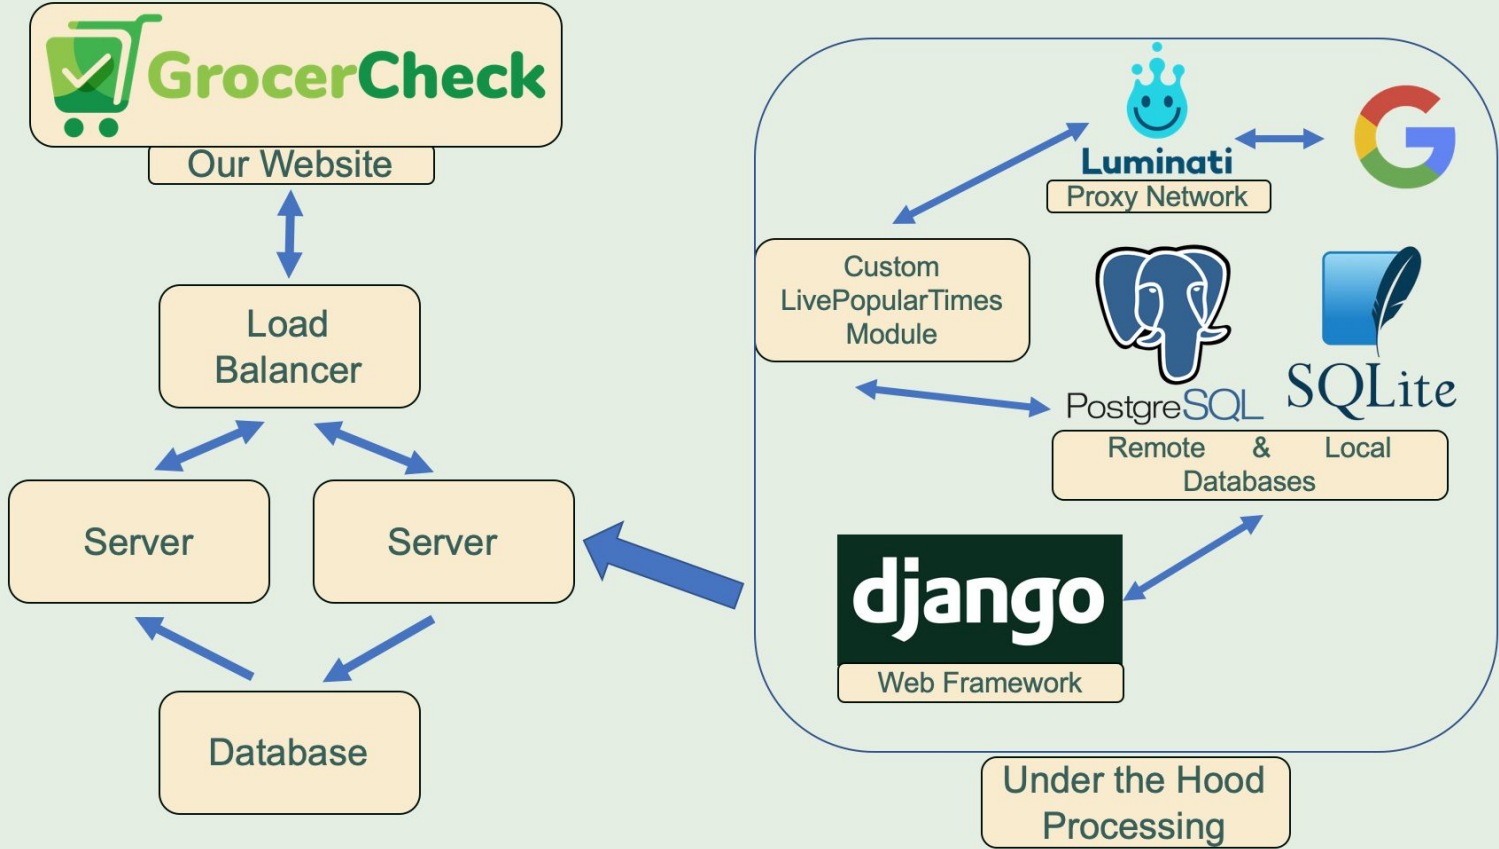 GrocerCheck
Our Website
Load
Balancer
Server
Server
Database
Luminati
Proxy Network
G
Custom
LivePopularTimes
Module
PostgreSQL
SQLite
Remote & Local
Databases
django
Web Framework
Under the Hood
Processing